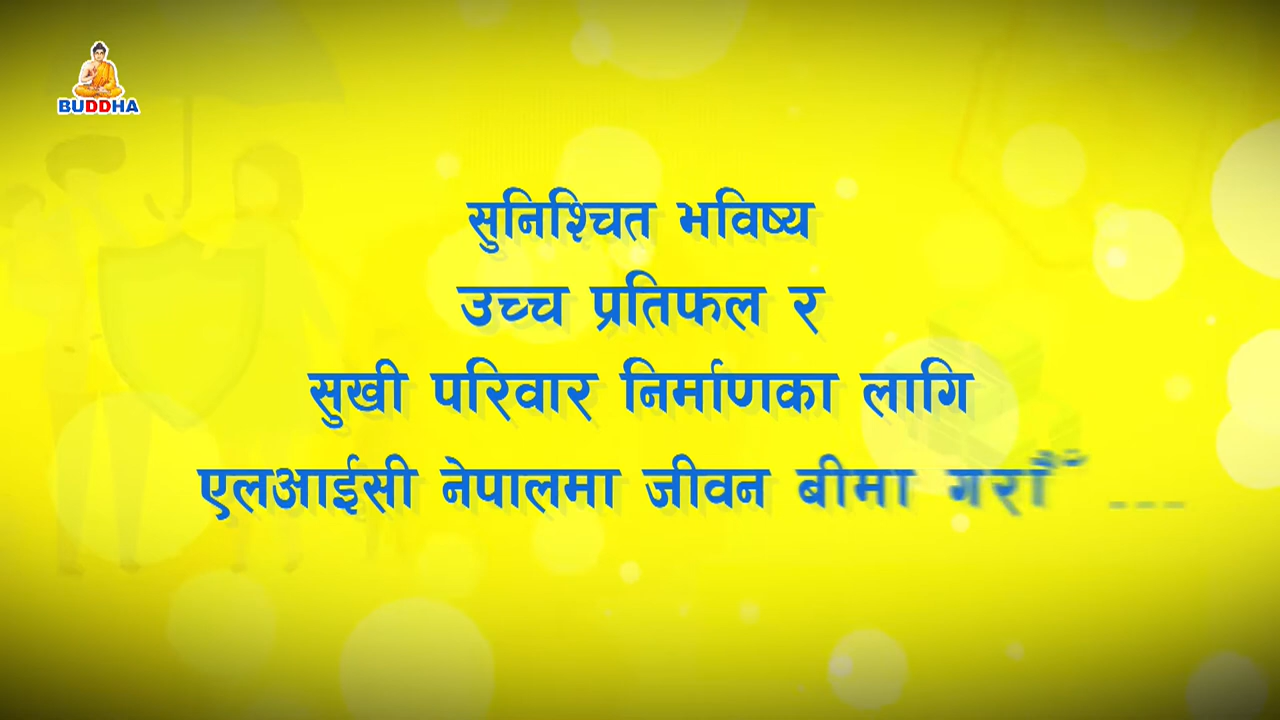 BUDDHA
सुनिश्चित भविष्य
उच्च प्रतिफल र
सुखी परिवार निर्माणका लागि
एलआईसी नेपालमा जीवन बीमा गरौँ ...